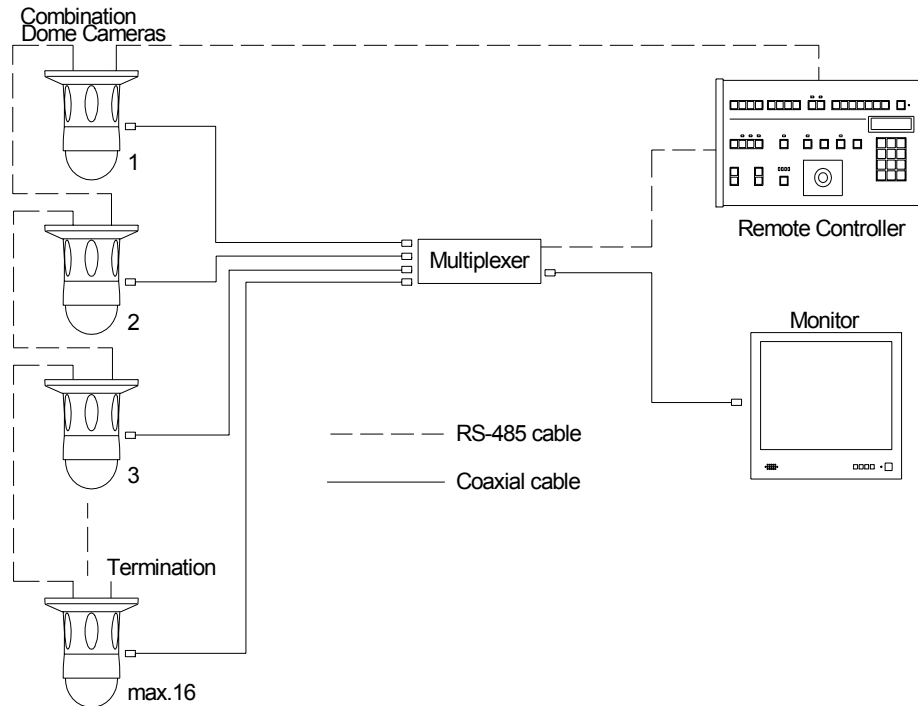 Combination
Dome Cameras
1
Remote Controller
Multiplexer
2
Monitor
RS-485 cable
3
Coaxial cable
Termination
max.16